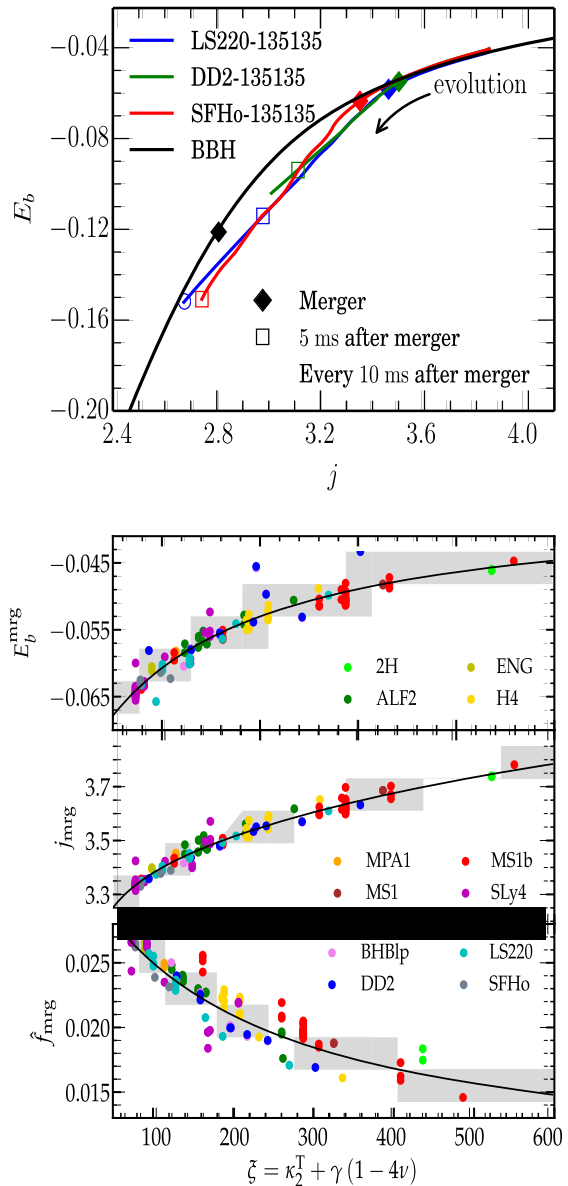 −0.04
−0.08
−0.12
−0.16
−0.20
E_b
LS220-135135
DD2-135135
SFHo-135135
BBH
evolution
Merger
5 ms after merger
Every 10 ms after merger
2.4 2.8 3.2 3.6 4.0
j
−0.045
−0.055
−0.065
E_b^mrg
2H ENG
ALF2 H4
3.7
3.5
3.3
j_mrg
MPA1 MS1b
MS1 SLy4
0.025
0.020
0.015
f̂_mrg
BHBlp LS220
DD2 SFHo
100 200 300 400 500 600
ξ = κ₂ᵀ + γ (1 − 4ν)